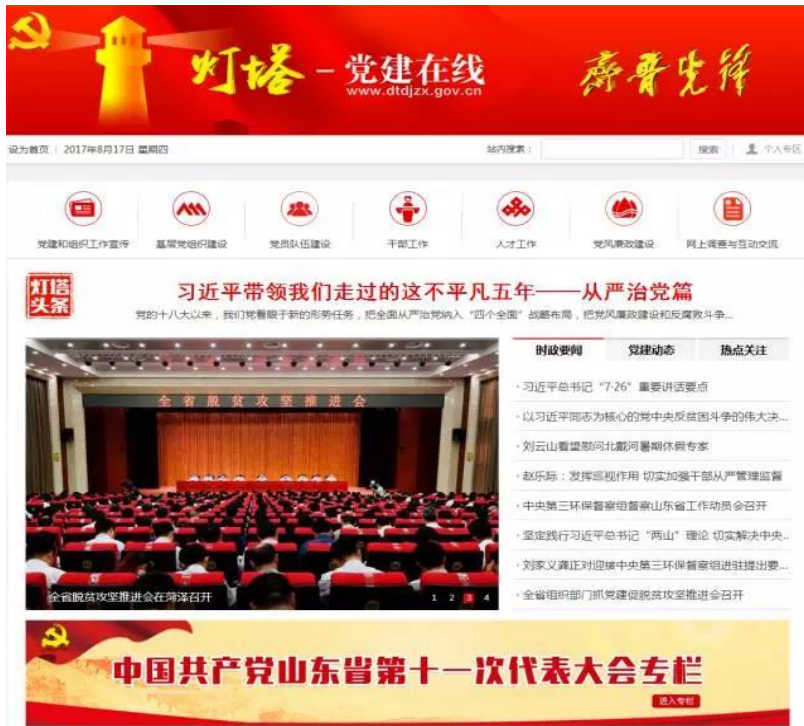 灯塔-党建在线
www.dtdjzx.gov.cn
齐鲁先锋
设为首页 | 2017年8月17日 星期四
站内搜索：
搜索
个人专区
党建和组织工作宣传
基层党组织建设
党员队伍建设
干部工作
人才工作
党风廉政建设
网上调查与互动交流
灯塔
头条
习近平带领我们走过的这不平凡五年——从严治党篇
党的十八大以来，我们党着眼于新的形势任务，把全面从严治党纳入“四个全面”战略布局，把党风廉政建设和反腐败斗争...
全省脱贫攻坚推进会
全省脱贫攻坚推进会在菏泽召开
1 2 3 4
时政要闻 党建动态 热点关注
·习近平总书记“7·26”重要讲话要点
·以习近平同志为核心的党中央反贫困斗争的伟大决...
·刘云山看望慰问北戴河暑期休假专家
·赵乐际：发挥巡视作用 切实加强干部从严管理监督
·中央第三环保督察组督察山东省工作动员会召开
·坚定践行习近平总书记“两山”理论 切实解决中央...
·刘家义龚正对迎接中央第三环保督察组进驻提出要...
·全省组织部门抓党建促脱贫攻坚推进会召开
中国共产党山东省第十一次代表大会专栏
进入专栏